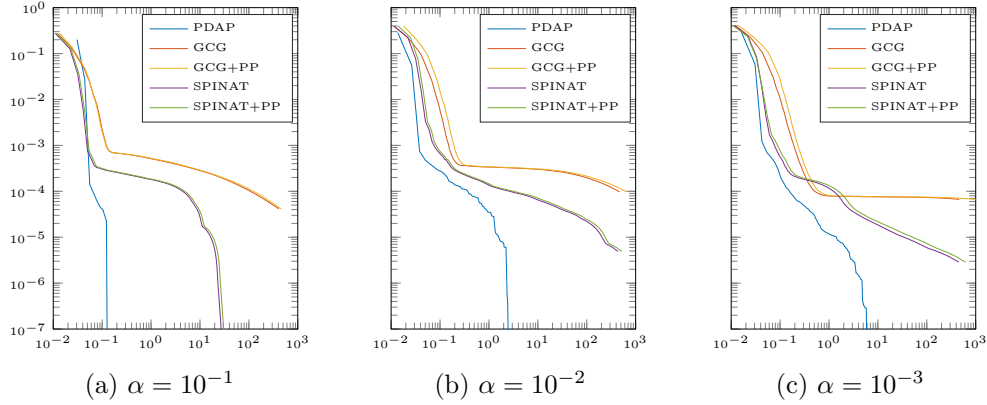 10^0
10^-1
10^-2
10^-3
10^-4
10^-5
10^-6
10^-7
10^-2 10^-1 10^0 10^1 10^2 10^3
PDAP
GCG
GCG+PP
SPINAT
SPINAT+PP
(a) α = 10^-1
10^-2 10^-1 10^0 10^1 10^2 10^3
PDAP
GCG
GCG+PP
SPINAT
SPINAT+PP
(b) α = 10^-2
10^-2 10^-1 10^0 10^1 10^2 10^3
PDAP
GCG
GCG+PP
SPINAT
SPINAT+PP
(c) α = 10^-3